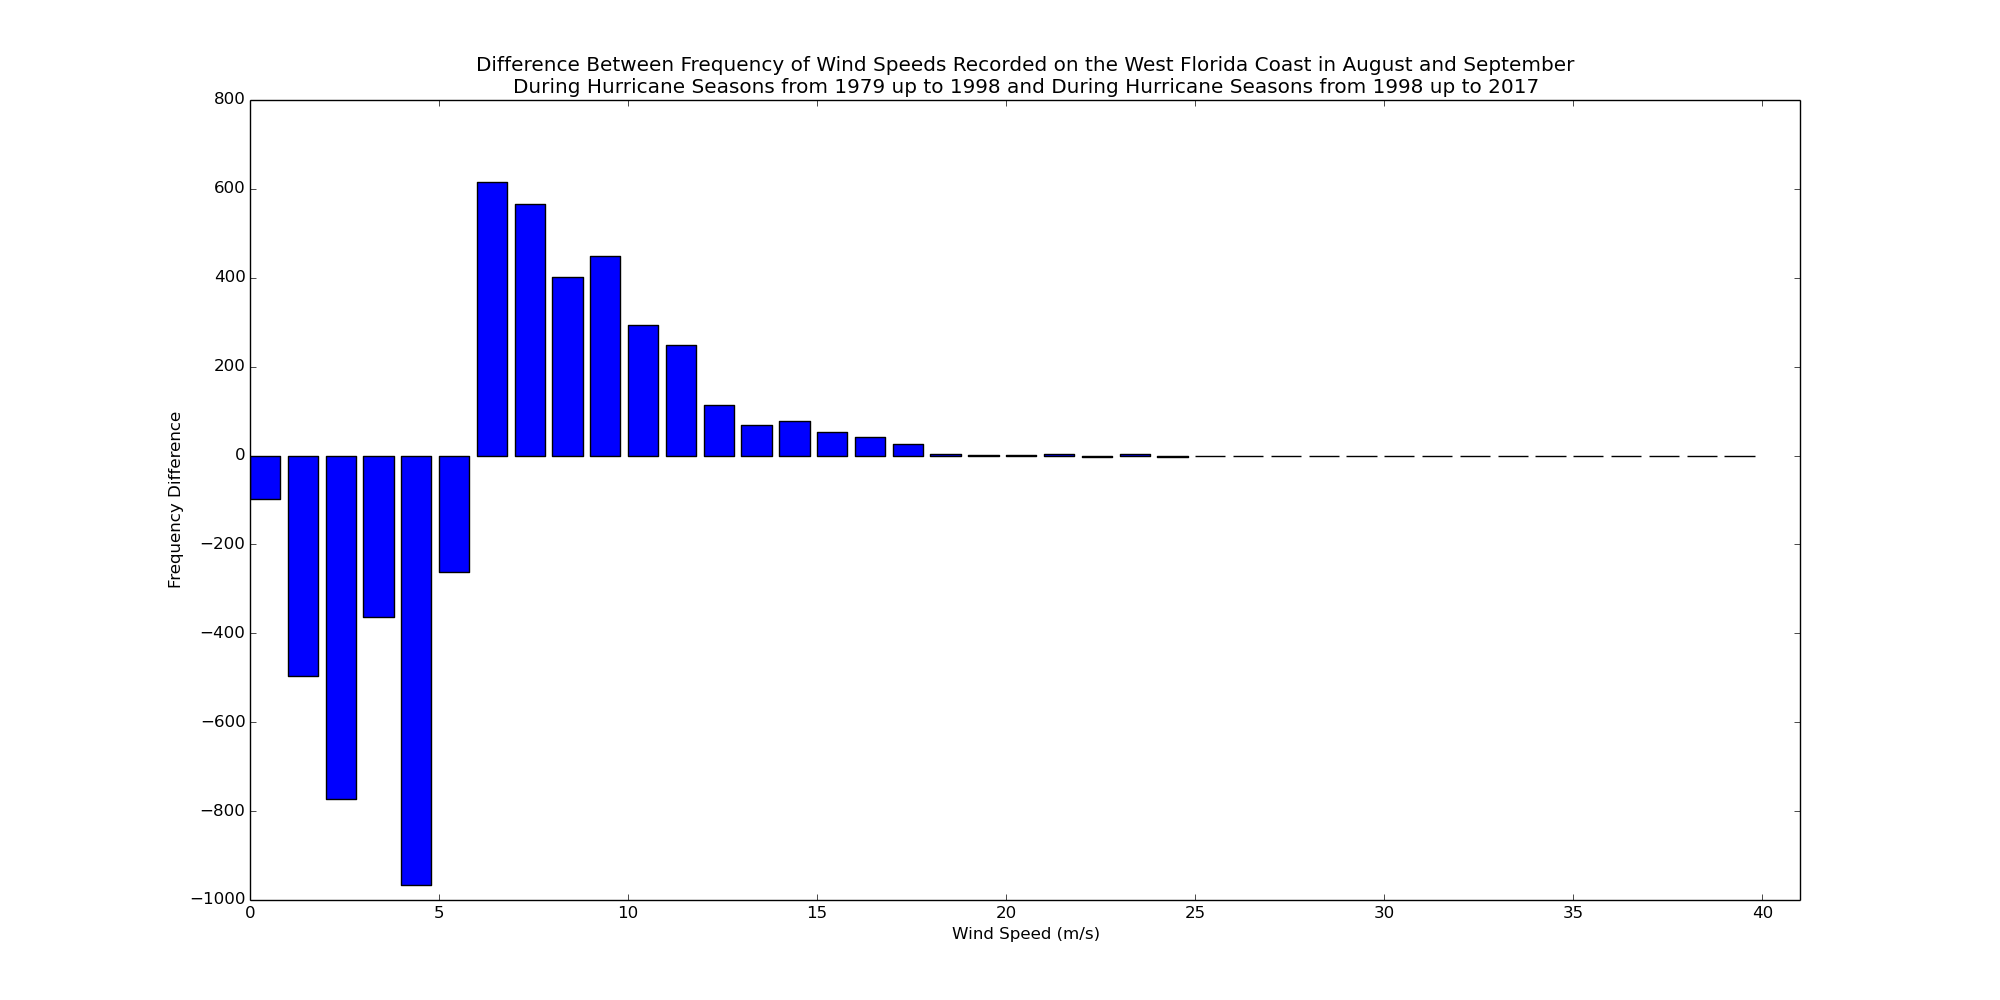 Difference Between Frequency of Wind Speeds Recorded on the West Florida Coast in August and September
During Hurricane Seasons from 1979 up to 1998 and During Hurricane Seasons from 1998 up to 2017
800
600
400
200
0
−200
−400
−600
−800
−1000
Frequency Difference
0 5 10 15 20 25 30 35 40
Wind Speed (m/s)